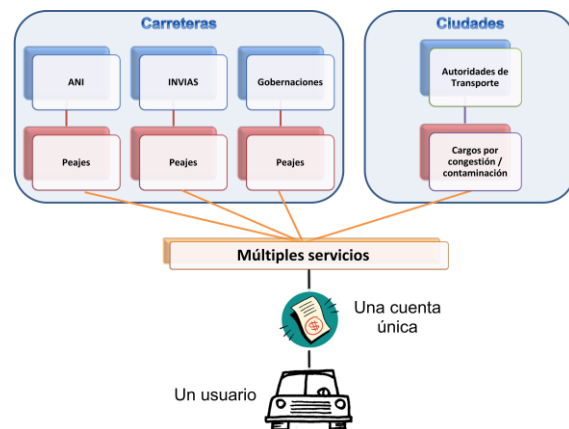 Carreteras
ANI
INVIAS
Gobernaciones
Peajes
Peajes
Peajes
Ciudades
Autoridades de
Transporte
Cargos por
congestión /
contaminación
Múltiples servicios
Una cuenta
única
$
Un usuario